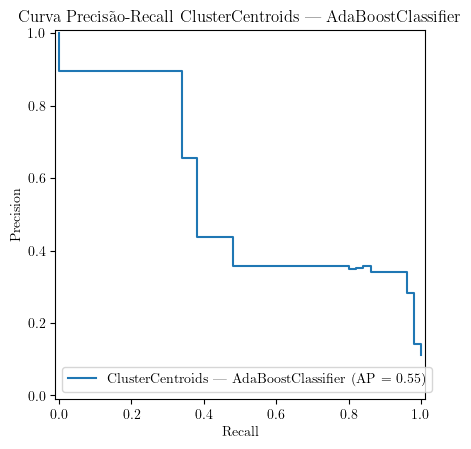 Curva Precisão-Recall ClusterCentroids — AdaBoostClassifier
1.0
0.8
0.6
0.4
0.2
0.0
Precision
ClusterCentroids — AdaBoostClassifier (AP = 0.55)
0.0 0.2 0.4 0.6 0.8 1.0
Recall